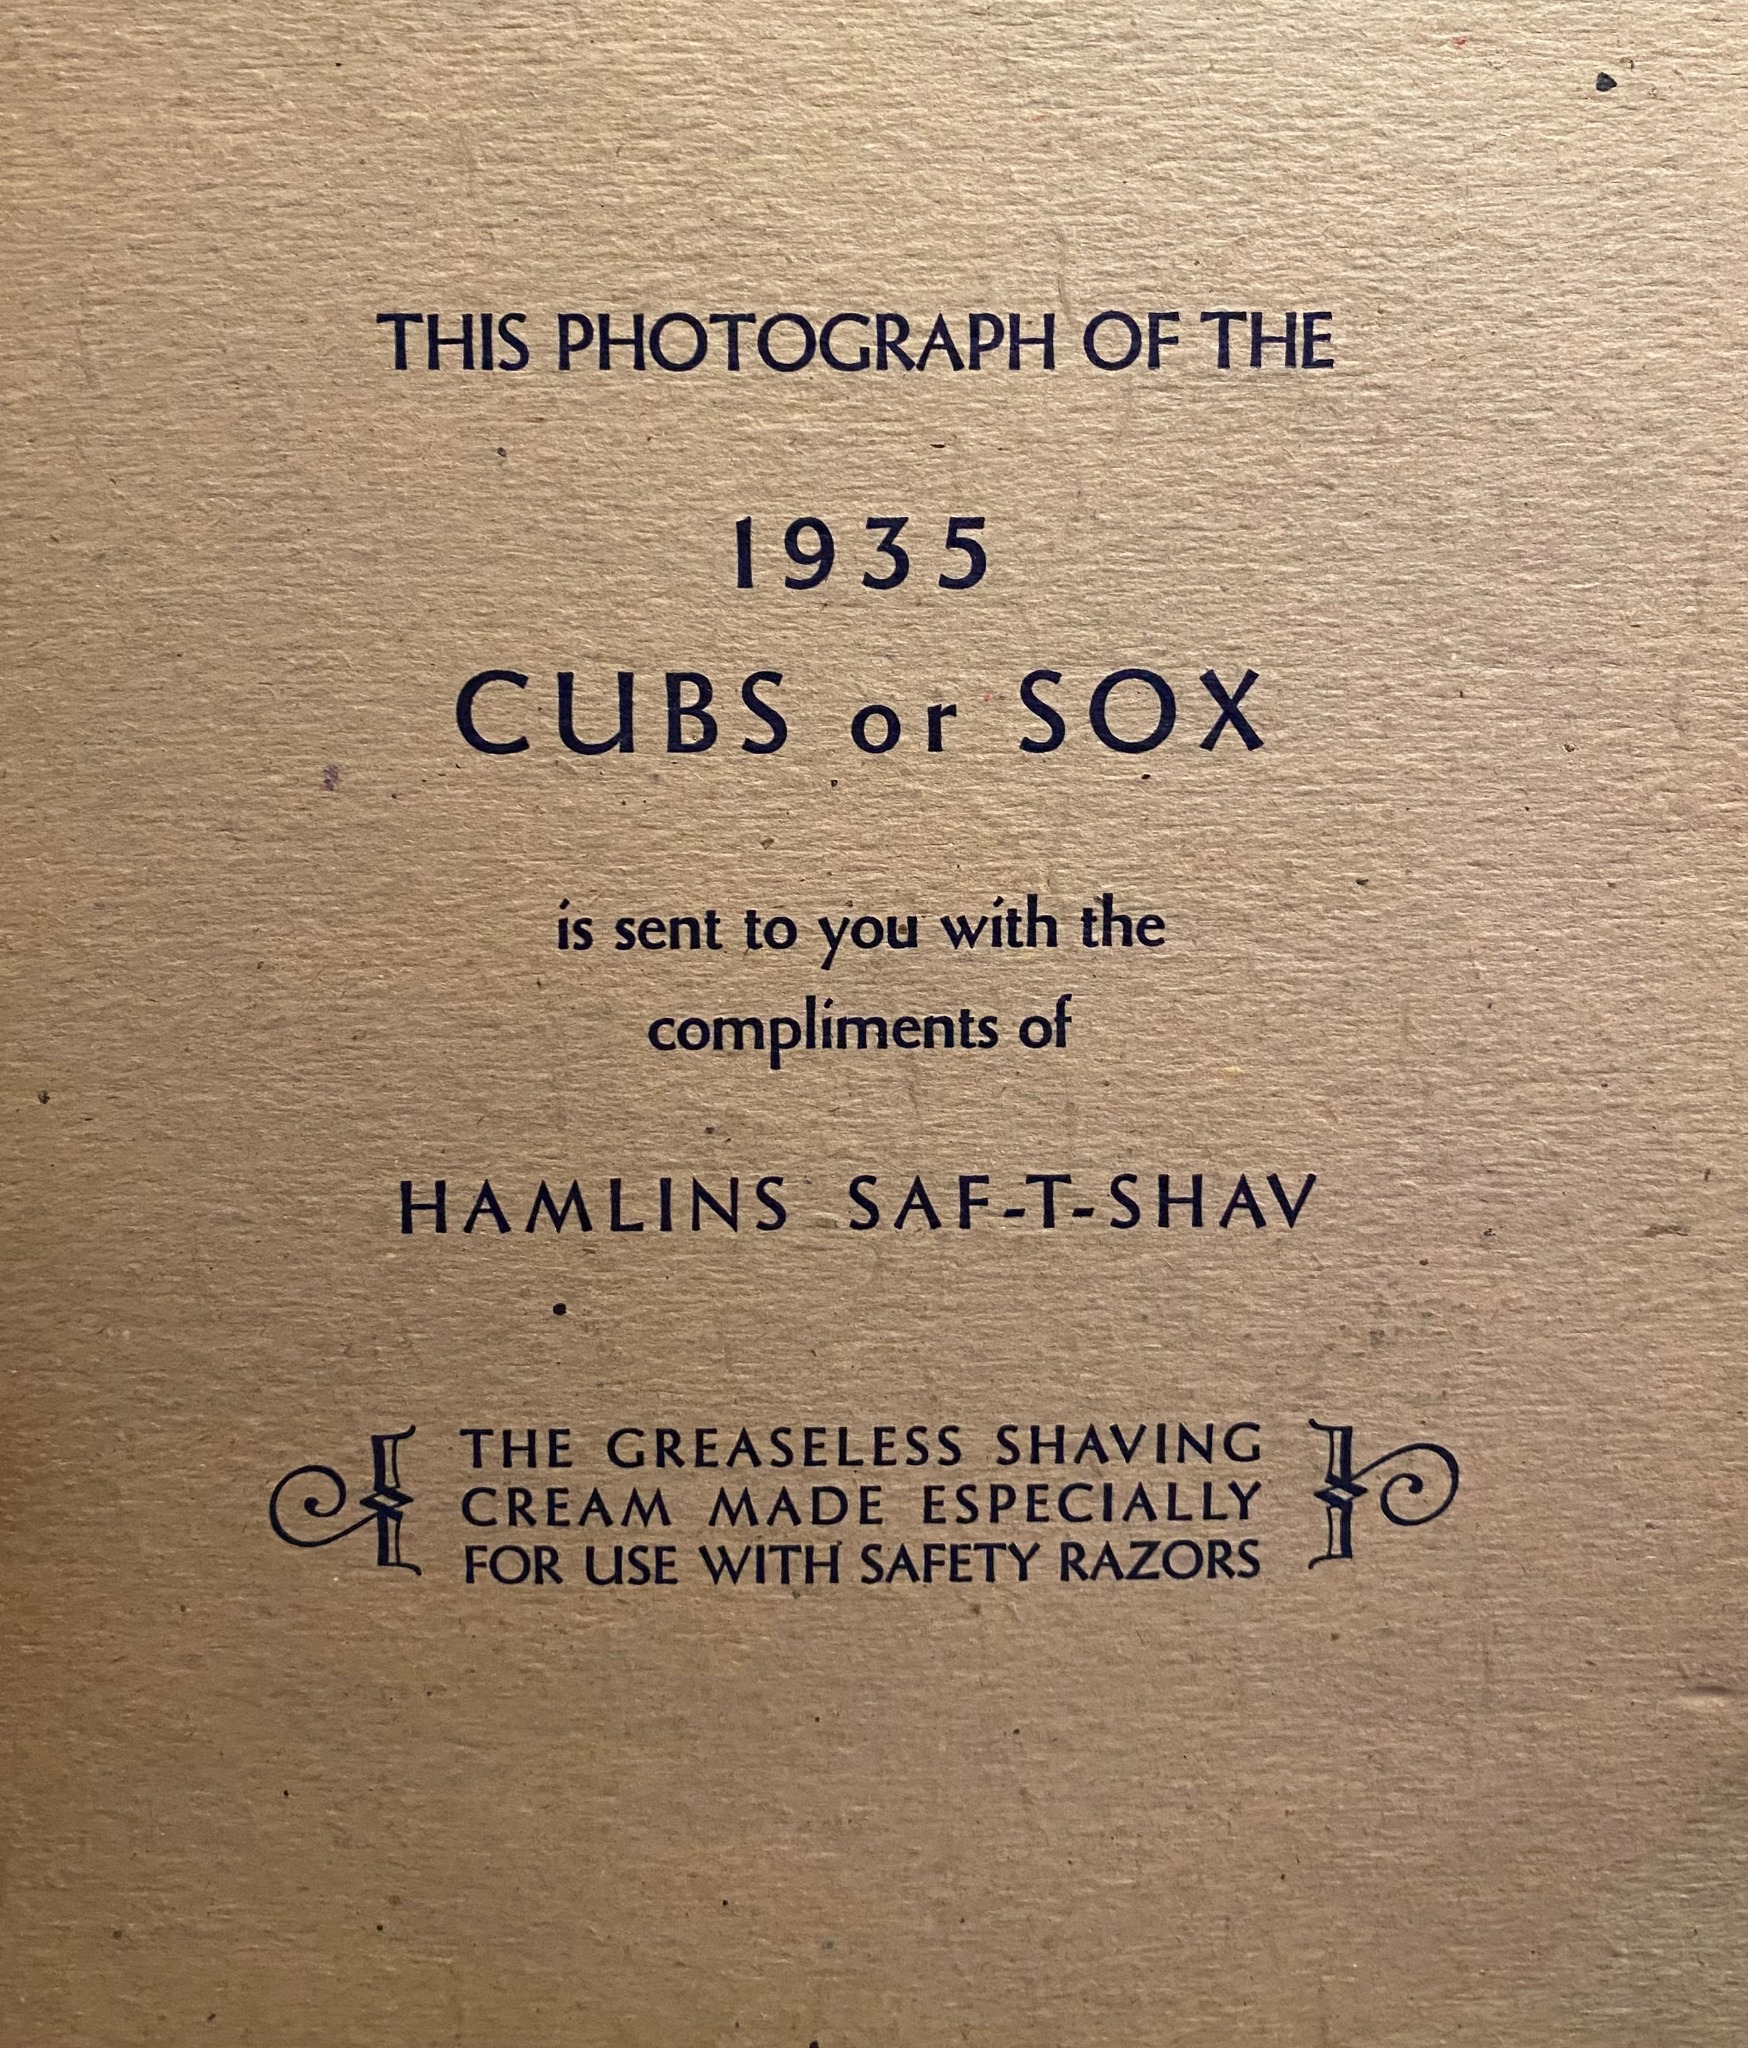 THIS PHOTOGRAPH OF THE
1935
CUBS or SOX
is sent to you with the
compliments of
HAMLINS SAF-T-SHAV
THE GREASELESS SHAVING
CREAM MADE ESPECIALLY
FOR USE WITH SAFETY RAZORS